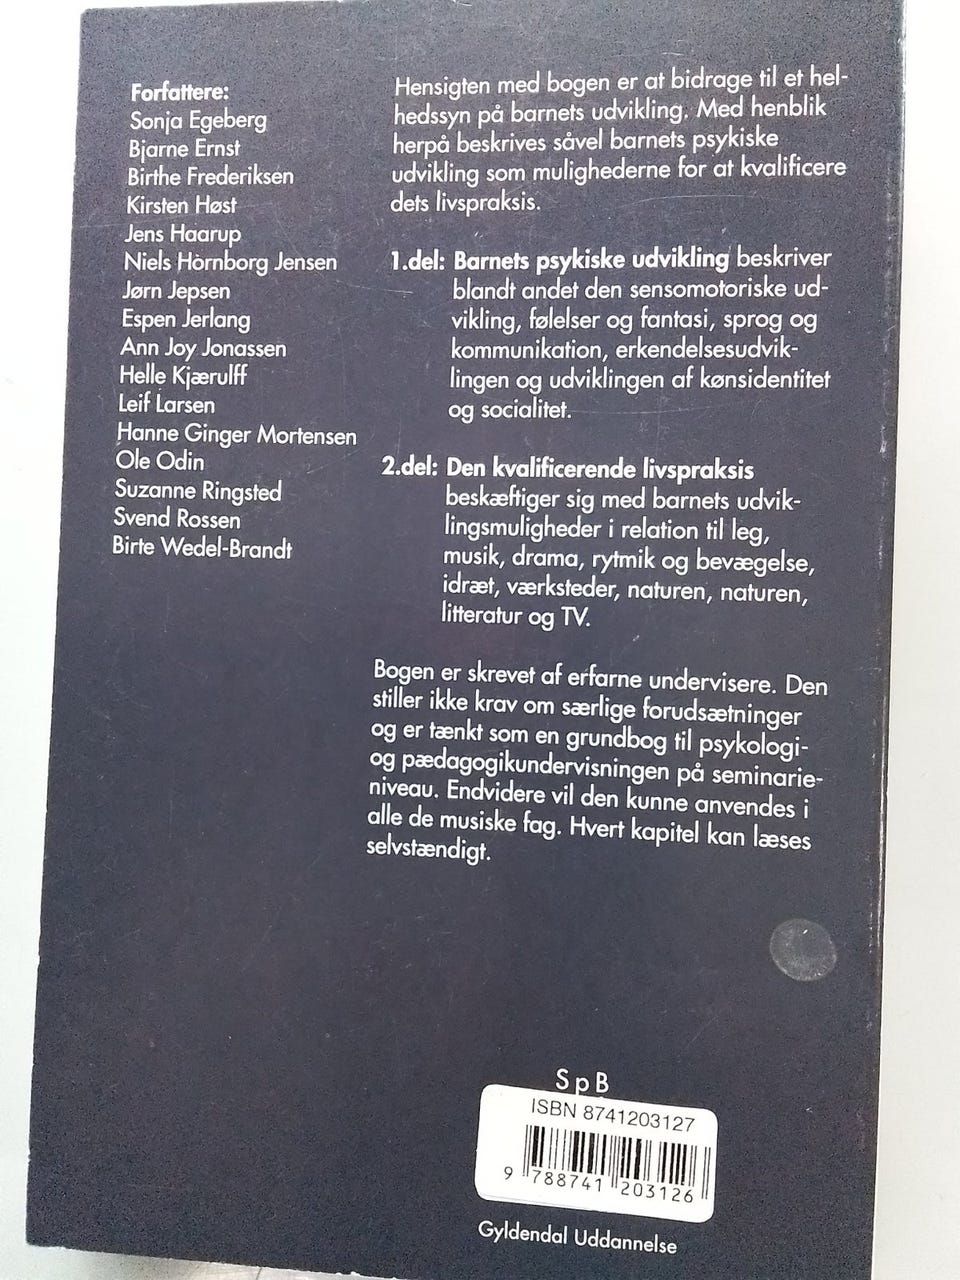 Forfattere:
Sonja Egeberg
Bjarne Ernst
Birthe Frederiksen
Kirsten Høst
Jens Haarup
Niels Hornborg Jensen
Jørn Jepsen
Espen Jerlang
Ann Joy Jonassen
Helle Kjærulff
Leif Larsen
Hanne Ginger Mortensen
Ole Odin
Suzanne Ringsted
Svend Rossen
Birte Wedel-Brandt
Hensigten med bogen er at bidrage til et hel-
hedssyn på barnets udvikling. Med henblik
herpå beskrives såvel barnets psykiske
udvikling som mulighederne for at kvalificere
dets livspraksis.
1.del: Barnets psykiske udvikling beskriver
blandt andet den sensomotoriske ud-
vikling, følelser og fantasi, sprog og
kommunikation, erkendelsesudvik-
lingen og udviklingen af kønsidentitet
og socialitet.
2.del: Den kvalificerende livspraksis
beskæftiger sig med barnets udvik-
lingsmuligheder i relation til leg,
musik, drama, rytmik og bevægelse,
idræt, værksteder, naturen, naturen,
litteratur og TV.
Bogen er skrevet af erfarne undervisere. Den
stiller ikke krav om særlige forudsætninger
og er tænkt som en grundbog til psykologi-
og pædagogikundervisningen på seminarie-
niveau. Endvidere vil den kunne anvendes i
alle de musiske fag. Hvert kapitel kan læses
selvstændigt.
SpB
ISBN 8741203127
9 788741 203126
Gyldendal Uddannelse